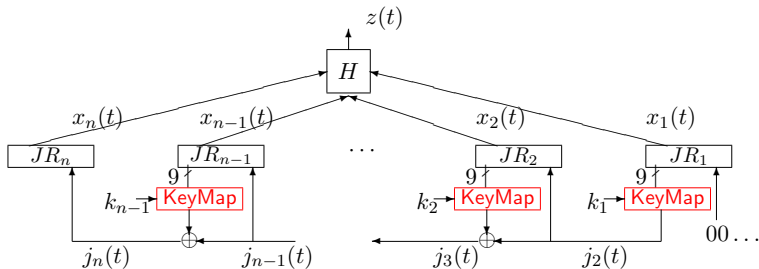 z(t)
H
x_n(t) x_{n−1}(t) x_2(t) x_1(t)
JR_n JR_{n−1} ... JR_2 JR_1
9 9 9
k_{n−1} KeyMap k_2 KeyMap k_1 KeyMap
00...
j_n(t) j_{n−1}(t) j_3(t) j_2(t)